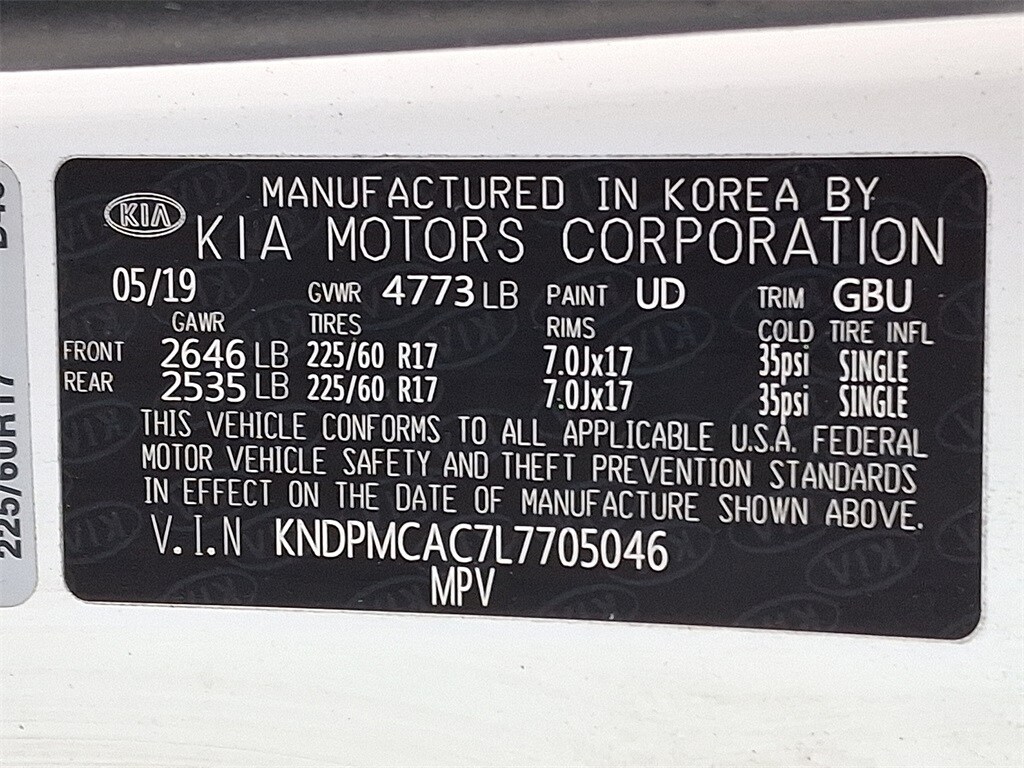 MANUFACTURED IN KOREA BY
KIA KIA MOTORS CORPORATION
05/19 GVWR 4773 LB PAINT UD TRIM GBU
GAWR TIRES RIMS COLD TIRE INFL
FRONT 2646 LB 225/60 R17 7.0Jx17 35psi SINGLE
REAR 2535 LB 225/60 R17 7.0Jx17 35psi SINGLE
THIS VEHICLE CONFORMS TO ALL APPLICABLE U.S.A. FEDERAL
MOTOR VEHICLE SAFETY AND THEFT PREVENTION STANDARDS
IN EFFECT ON THE DATE OF MANUFACTURE SHOWN ABOVE.
V.I.N KNDPMCAC7L7705046
MPV
225/60R17